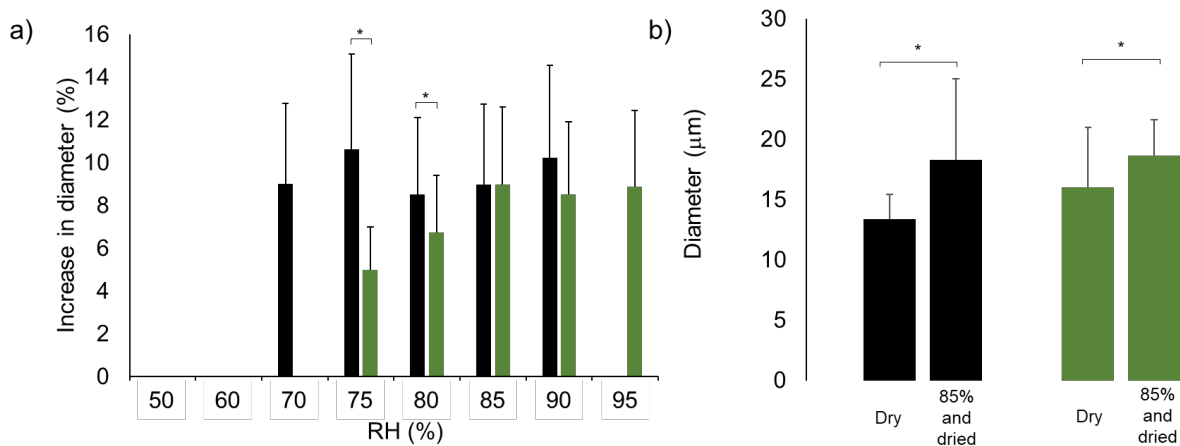 a)
Increase in diameter (%)
16
14
12
10
8
6
4
2
0
*
*
50 60 70 75 80 85 90 95
RH (%)
b)
Diameter (μm)
30
25
20
15
10
5
0
*
*
Dry
85%
and
dried
Dry
85%
and
dried